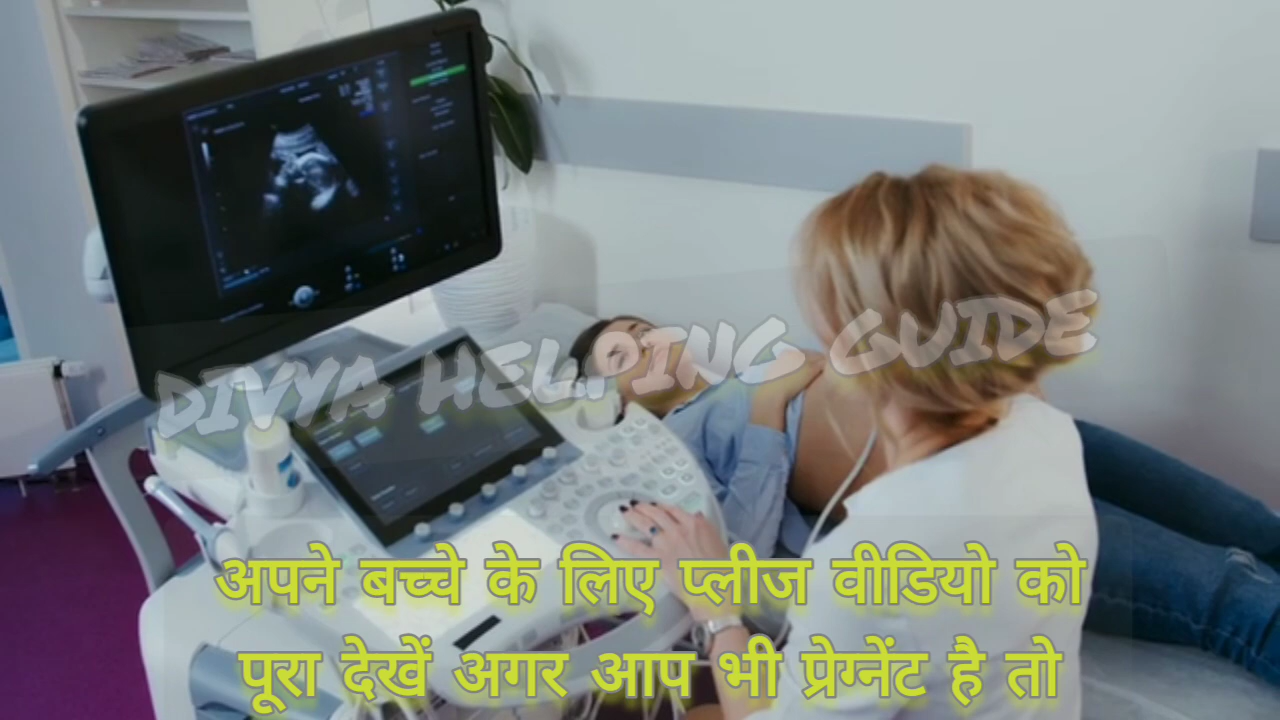 DIVYA HELPING GUIDE
अपने बच्चे के लिए प्लीज वीडियो को
पूरा देखें अगर आप भी प्रेग्नेंट है तो